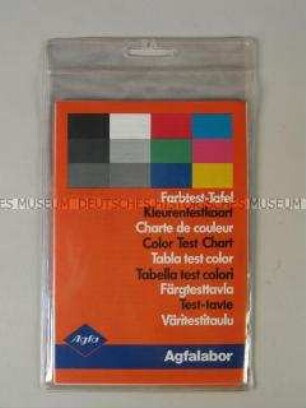 Farbtest-Tafel
Kleurentestkaart
Charte de couleur
Color Test Chart
Tabla test color
Tabella test colori
Färgtesttavla
Test-tavle
Väritestitaulu
Agfa
Agfalabor
MUSEUM DEUTSCHES MUSEUM